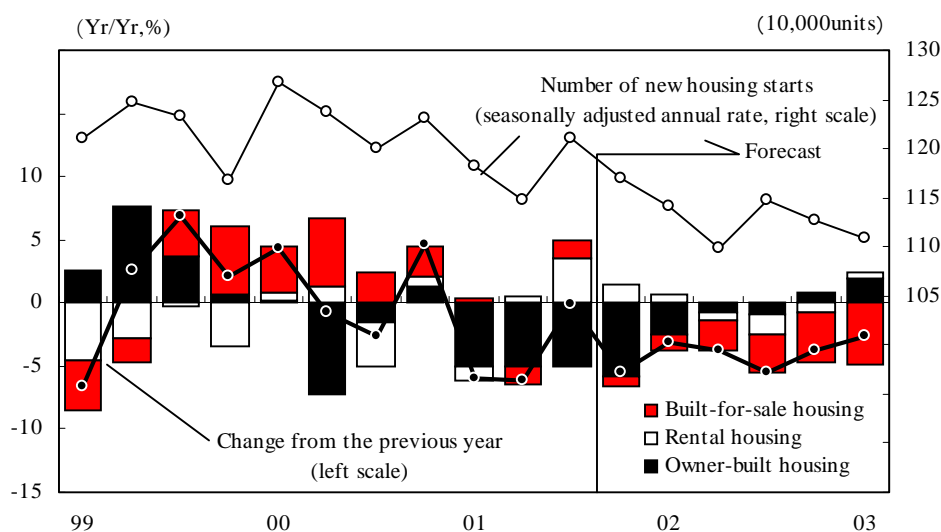 (Yr/Yr,%)
(10,000units)
130
125
120
115
110
105
10
5
0
-5
-10
-15
Number of new housing starts
(seasonally adjusted annual rate, right scale)
Forecast
Built-for-sale housing
Rental housing
Owner-built housing
Change from the previous year
(left scale)
99 00 01 02 03